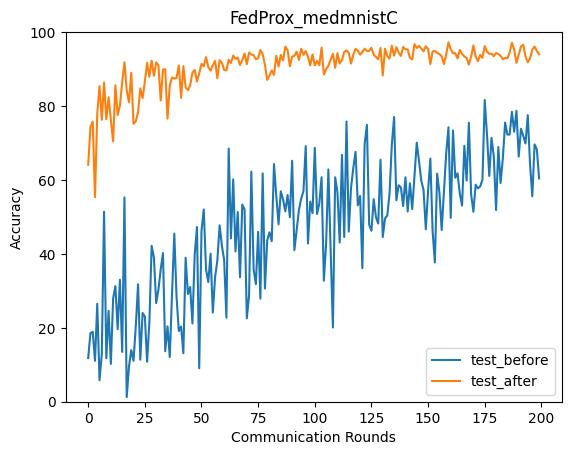 FedProx_medmnistC
100
80
60
40
20
0
Accuracy
0 25 50 75 100 125 150 175 200
Communication Rounds
test_before
test_after